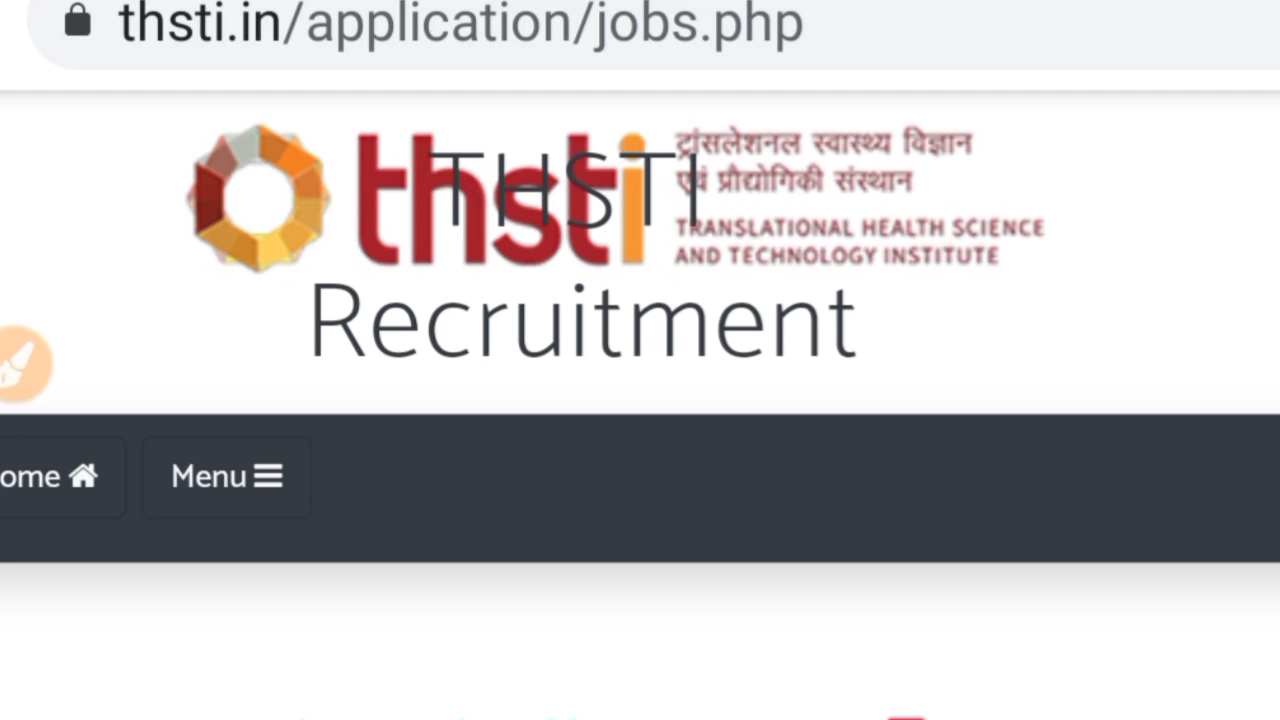 thsti.in/application/jobs.php
thsti
ट्रांसलेशनल स्वास्थ्य विज्ञान
एवं प्रौद्योगिकी संस्थान
TRANSLATIONAL HEALTH SCIENCE
AND TECHNOLOGY INSTITUTE
THSTI
Recruitment
ome
Menu